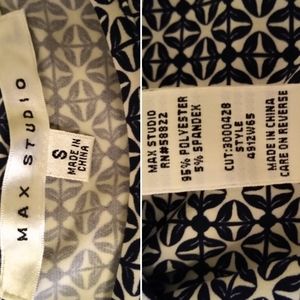 MAX STUDIO
S
MADE IN
CHINA
MAX STUDIO
RN#58822
95% POLYESTER
5% SPANDEX
CUT:3000428
STYLE
4912W65
MADE IN CHINA
CARE ON REVERSE